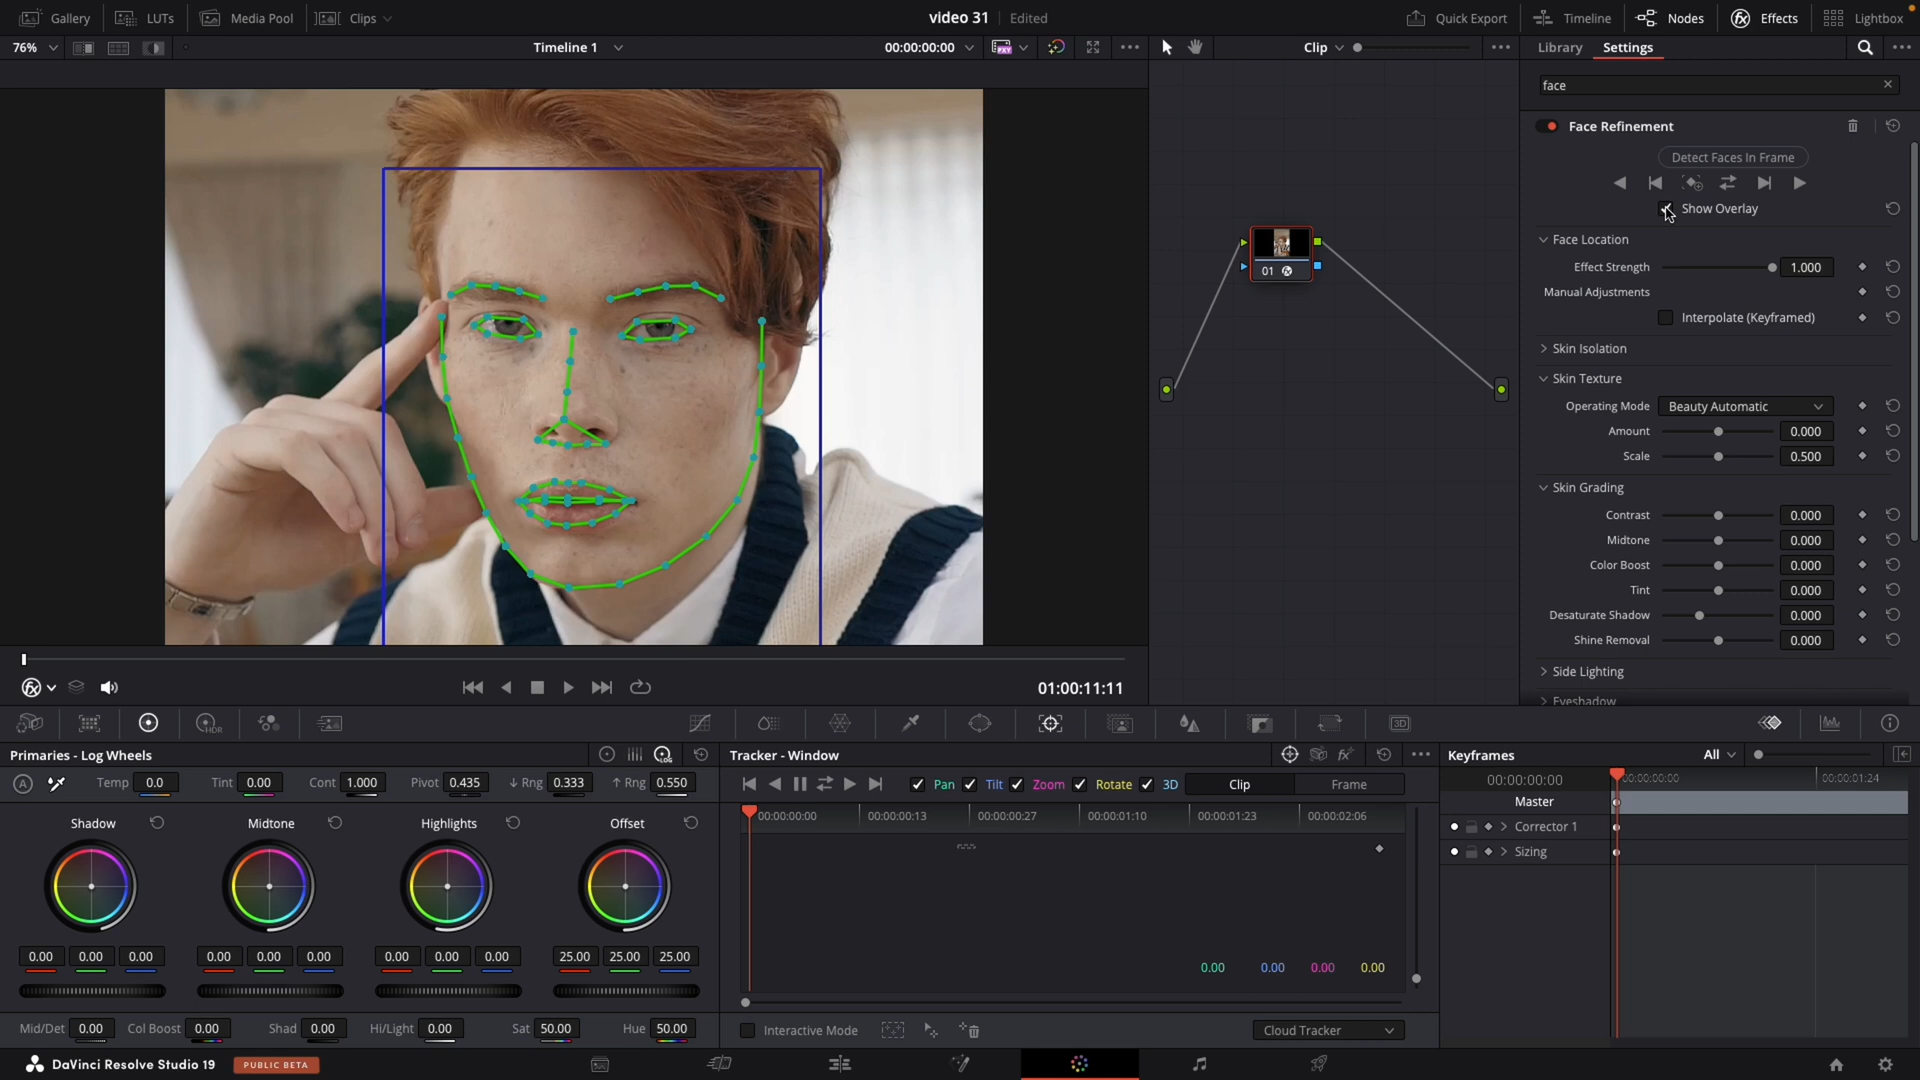 Gallery
LUTs
Media Pool
Clips
video 31
Edited
Quick Export
Timeline
Nodes
Effects
Lightbox
76%
Timeline 1
00:00:00:00
Clip
Library
Settings
face
Face Refinement
Detect Faces In Frame
Show Overlay
Face Location
Effect Strength 1.000
Manual Adjustments
Interpolate (Keyframed)
Skin Isolation
Skin Texture
Operating Mode Beauty Automatic
Amount 0.000
Scale 0.500
Skin Grading
Contrast 0.000
Midtone 0.000
Color Boost 0.000
Tint 0.000
Desaturate Shadow 0.000
Shine Removal 0.000
Side Lighting
Eyeshadow
01
01:00:11:11
HDR
3D
Primaries - Log Wheels
LOG
A
Temp 0.0 Tint 0.00 Cont 1.000 Pivot 0.435 ↓ Rng 0.333 ↑ Rng 0.550
Shadow Midtone Highlights Offset
0.00 0.00 0.00 0.00 0.00 0.00 0.00 0.00 0.00 25.00 25.00 25.00
Mid/Det 0.00 Col Boost 0.00 Shad 0.00 Hi/Light 0.00 Sat 50.00 Hue 50.00
Tracker - Window
Pan Tilt Zoom Rotate 3D Clip Frame
00:00:00:00 00:00:00:13 00:00:00:27 00:00:01:10 00:00:01:23 00:00:02:06
0.00 0.00 0.00 0.00
Interactive Mode
Cloud Tracker
Keyframes
All
00:00:00:00
00:00:00:00 00:00:01:24
Master
Corrector 1
Sizing
DaVinci Resolve Studio 19
PUBLIC BETA